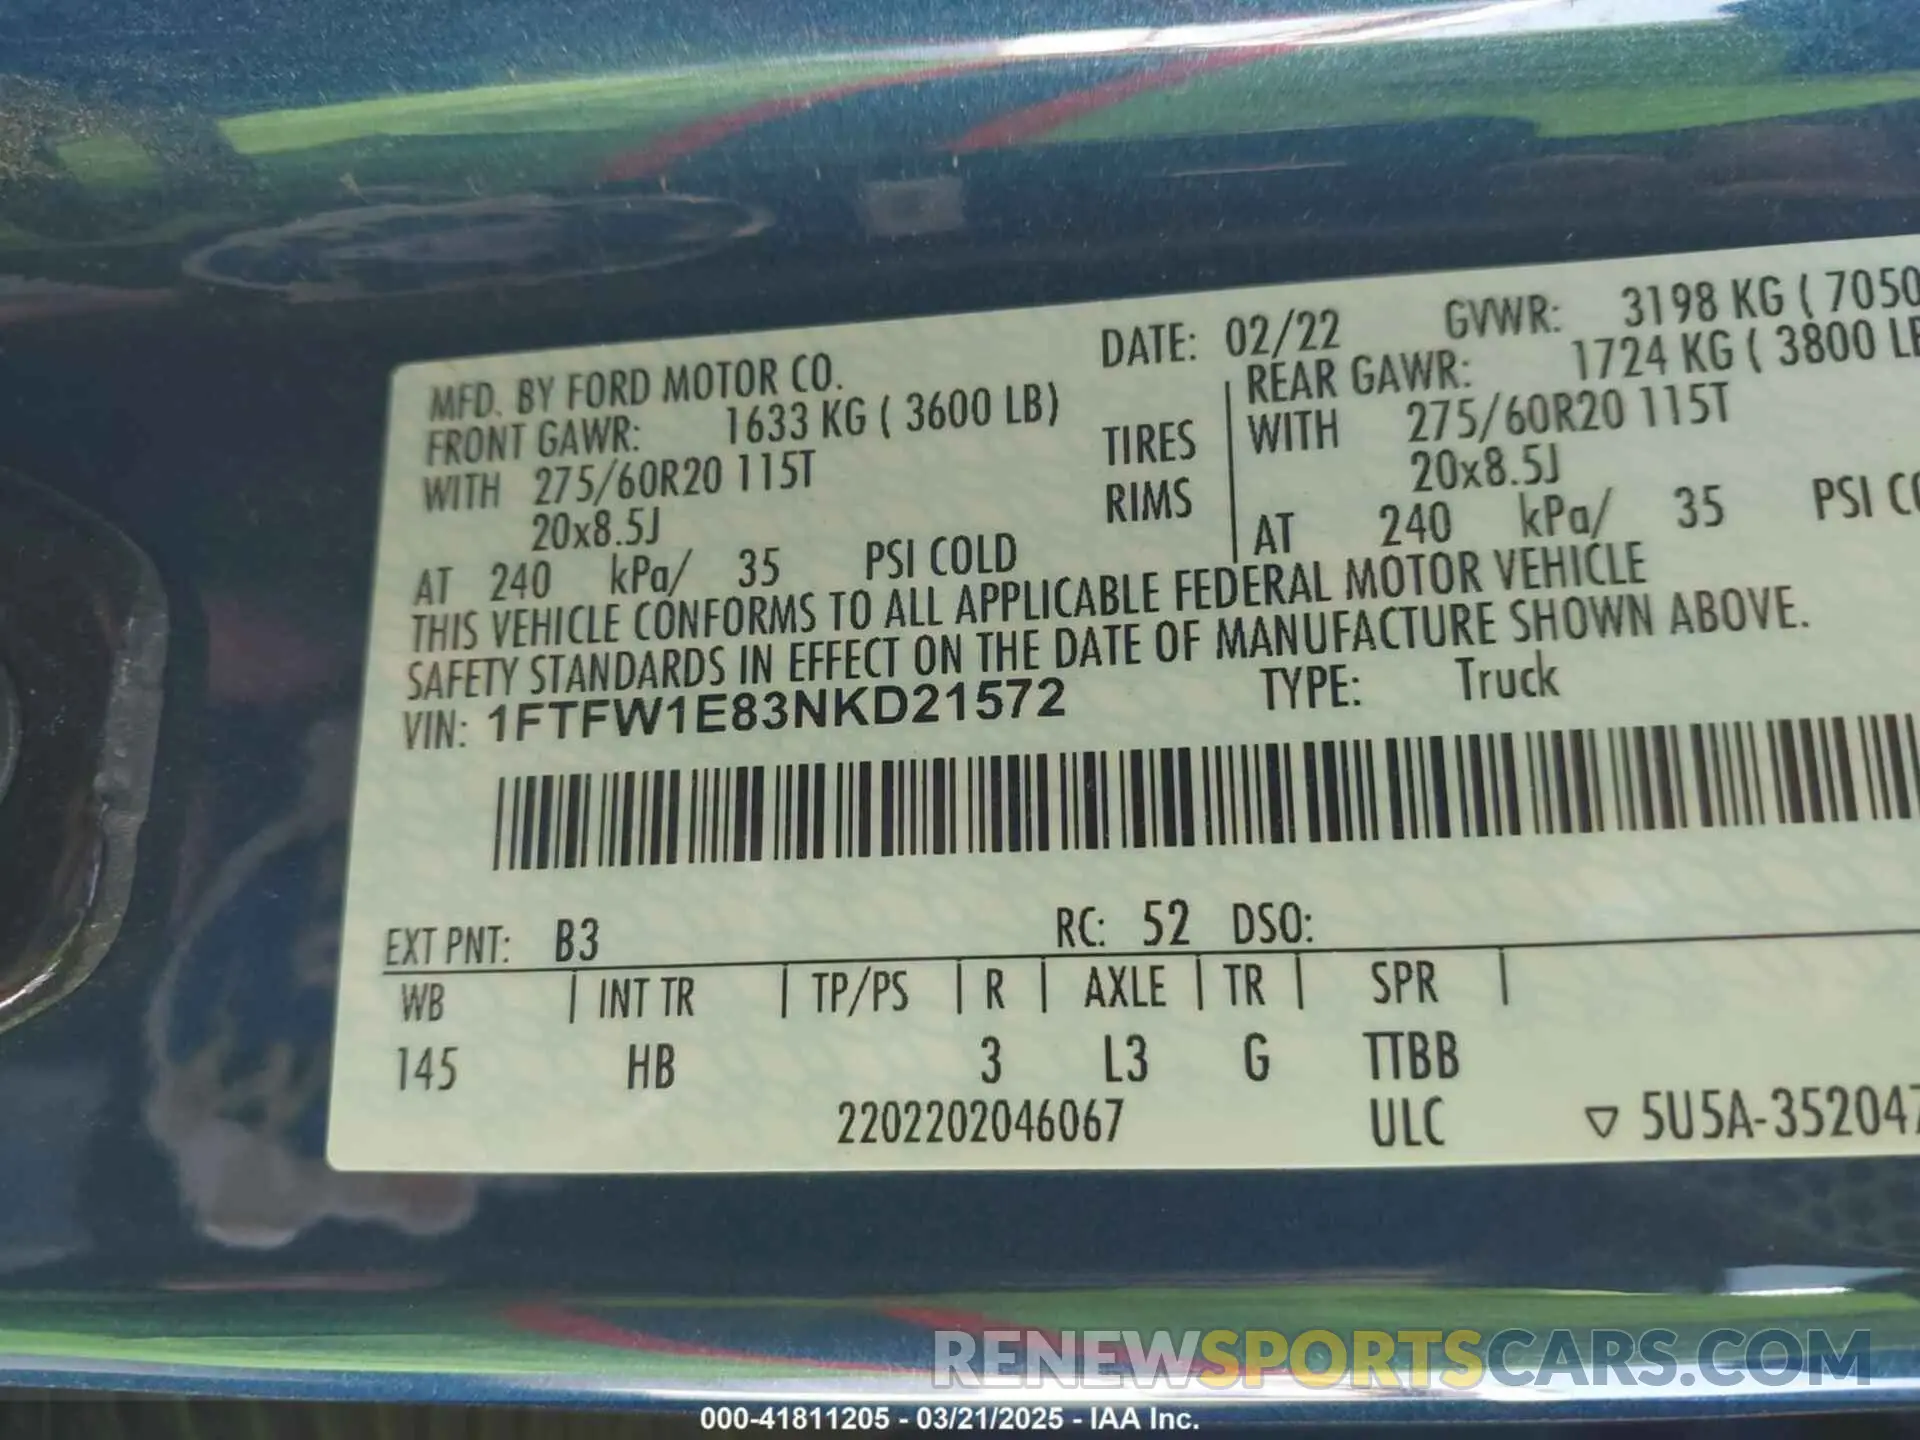 MFD. BY FORD MOTOR CO. DATE: 02/22 GVWR: 3198 KG ( 7050
FRONT GAWR: 1633 KG ( 3600 LB) REAR GAWR: 1724 KG ( 3800 LB
WITH 275/60R20 115T TIRES WITH 275/60R20 115T
20x8.5J RIMS 20x8.5J
AT 240 kPa/ 35 PSI COLD AT 240 kPa/ 35 PSI CO
THIS VEHICLE CONFORMS TO ALL APPLICABLE FEDERAL MOTOR VEHICLE
SAFETY STANDARDS IN EFFECT ON THE DATE OF MANUFACTURE SHOWN ABOVE.
VIN: 1FTFW1E83NKD21572 TYPE: Truck
EXT PNT: B3 RC: 52 DSO:
WB | INT TR | TP/PS | R | AXLE | TR | SPR |
145 HB 3 L3 G TTBB
2202202046067 ULC ▽ 5U5A-352047
RENEWSPORTSCARS.COM
000-41811205 - 03/21/2025 - IAA Inc.